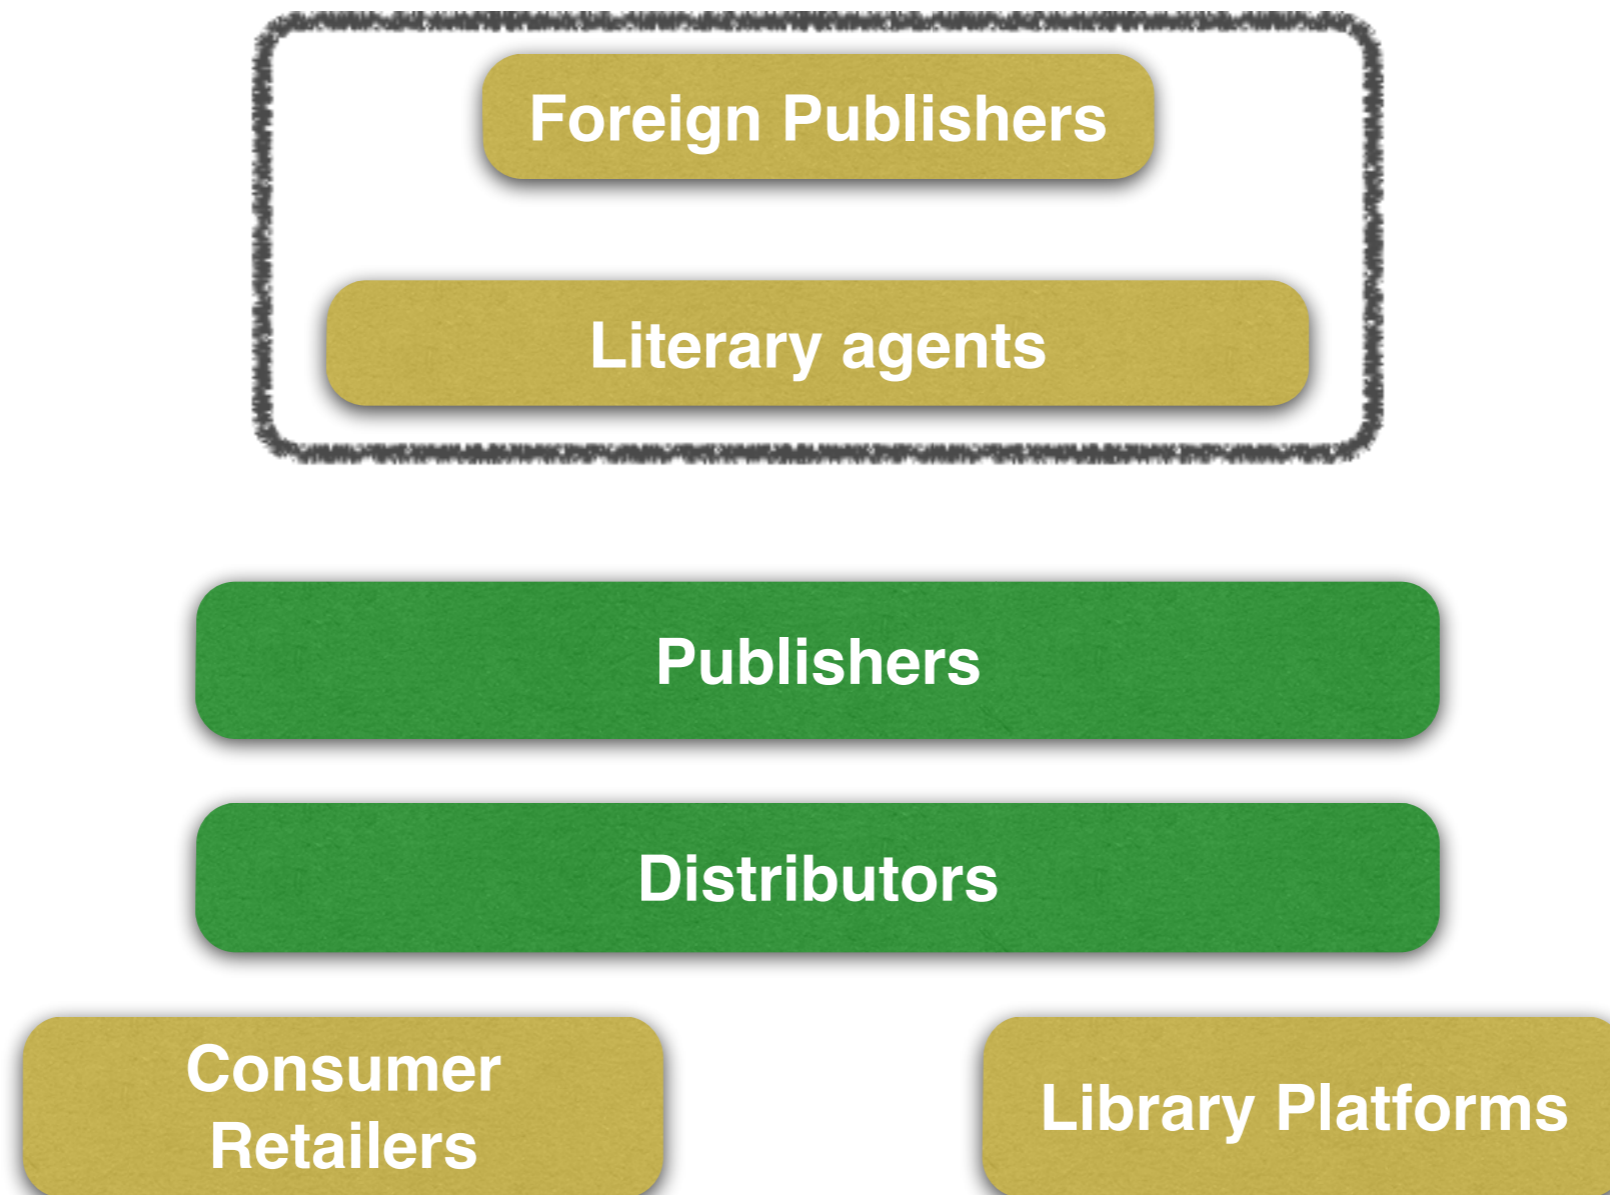 Foreign Publishers
Literary agents
Publishers
Distributors
Consumer
Retailers
Library Platforms